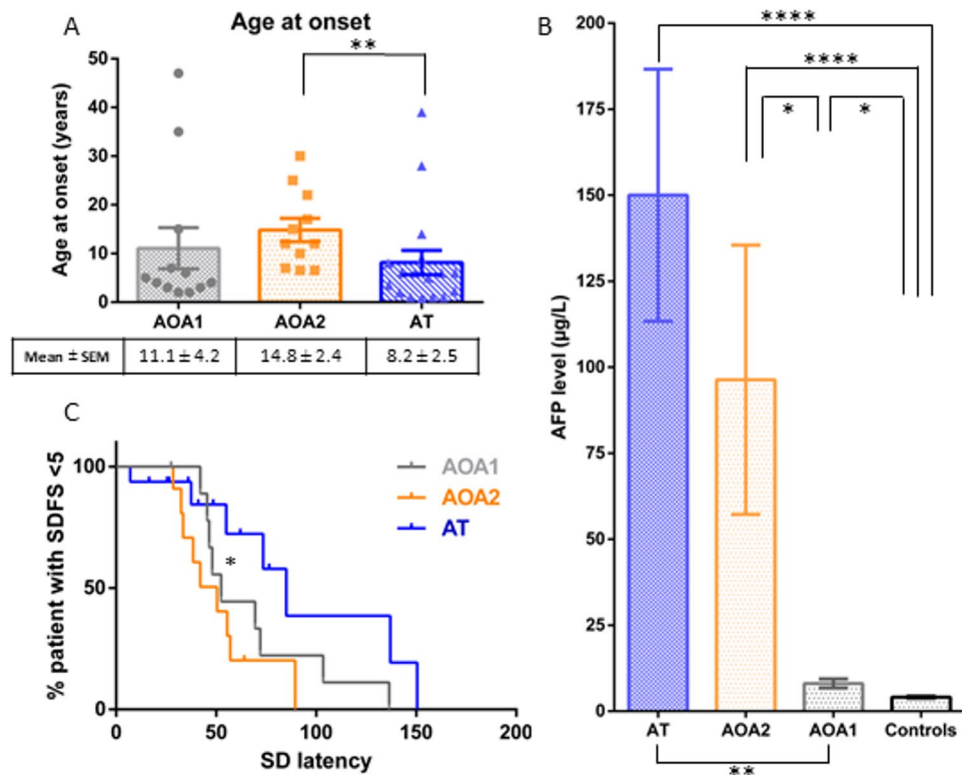 A
Age at onset
**
Age at onset (years)
50
40
30
20
10
0
AOA1 AOA2 AT
Mean ± SEM 11.1 ± 4.2 14.8 ± 2.4 8.2 ± 2.5
B
****
****
* *
AFP level (µg/L)
200
175
150
125
100
75
50
25
0
AT AOA2 AOA1 Controls
**
C
% patient with SDFS <5
100
50
0
AOA1
AOA2
AT
*
0 50 100 150 200
SD latency